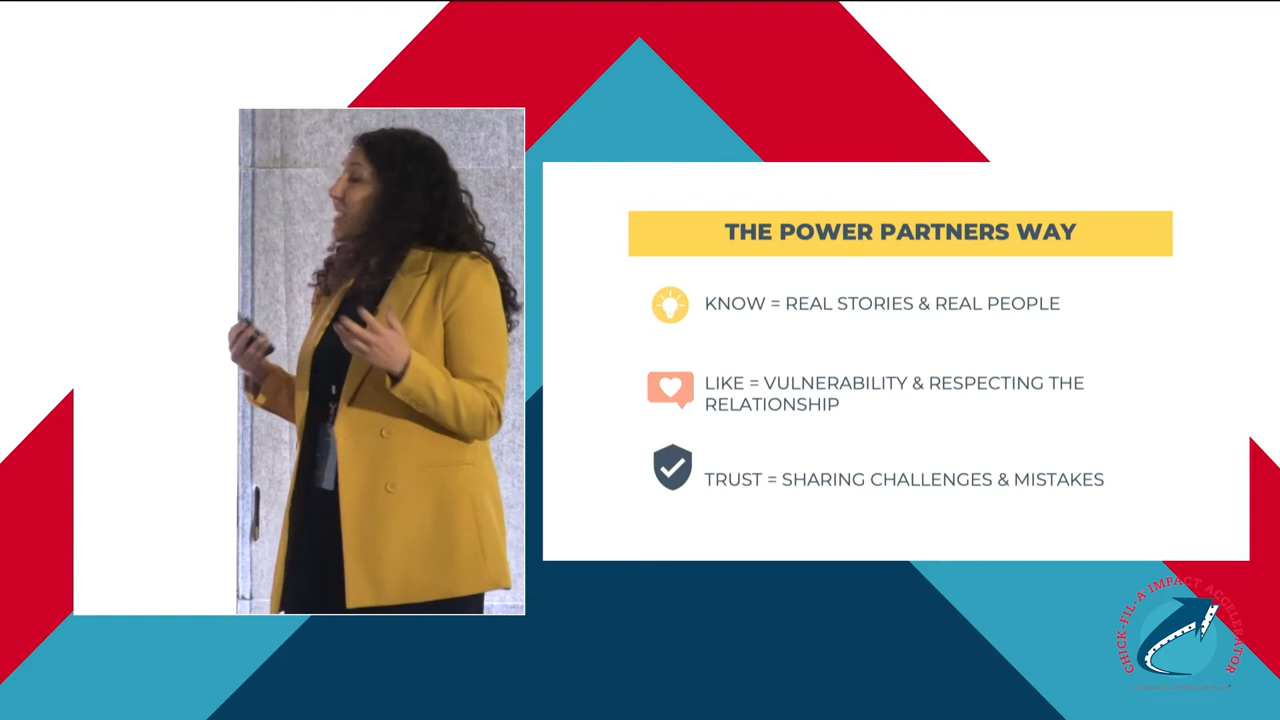 THE POWER PARTNERS WAY
KNOW = REAL STORIES & REAL PEOPLE
LIKE = VULNERABILITY & RESPECTING THE
RELATIONSHIP
TRUST = SHARING CHALLENGES & MISTAKES
CHICK-FIL-A IMPACT ACCELERATOR